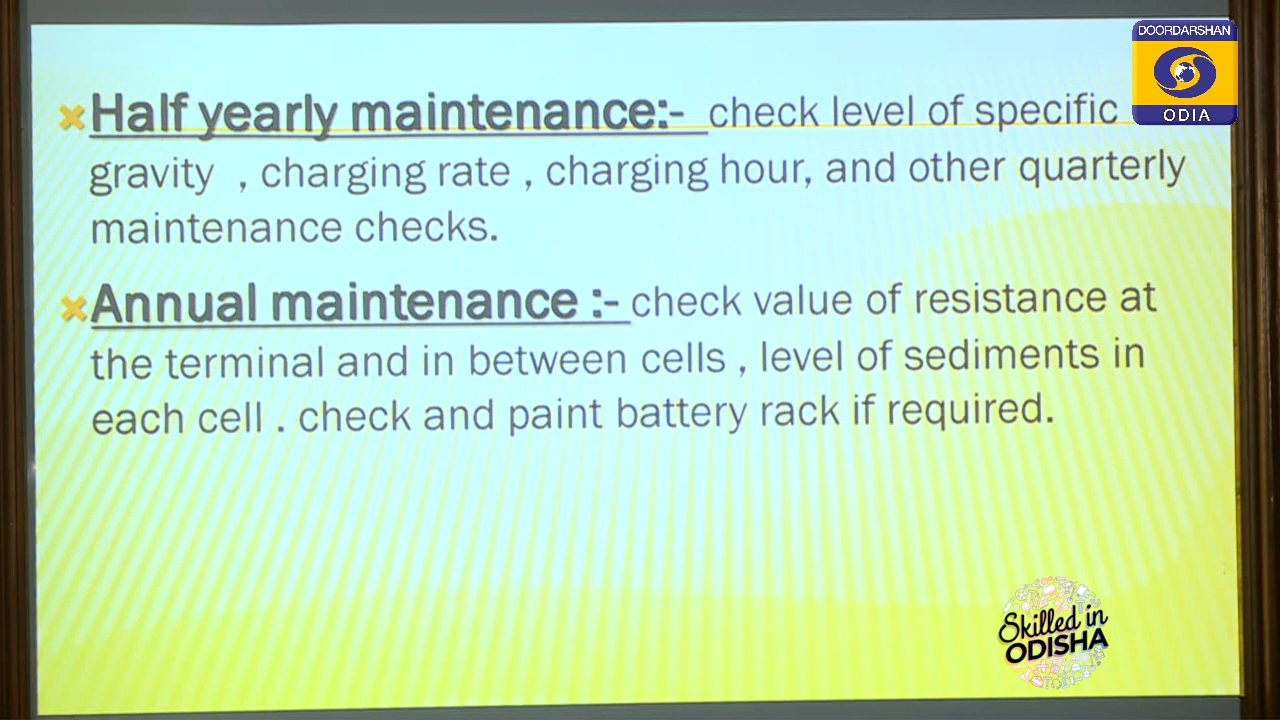 DOORDARSHAN
ODIA
Half yearly maintenance:- check level of specific
gravity , charging rate , charging hour, and other quarterly
maintenance checks.
Annual maintenance :- check value of resistance at
the terminal and in between cells , level of sediments in
each cell . check and paint battery rack if required.
Skilled in
ODISHA